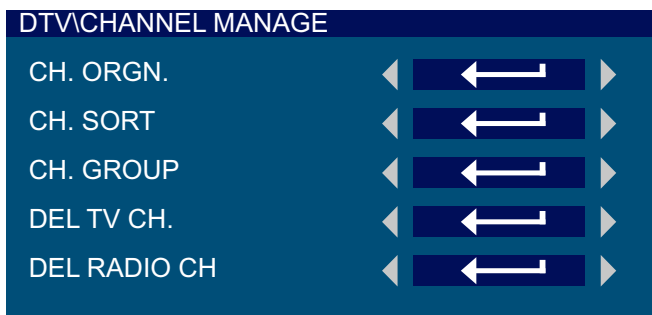 DTV\CHANNEL MANAGE
CH. ORGN.
CH. SORT
CH. GROUP
DEL TV CH.
DEL RADIO CH